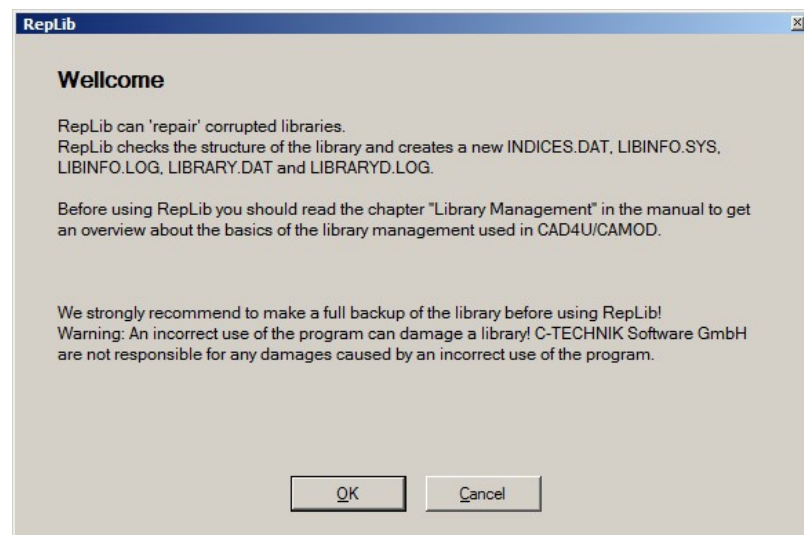 RepLib
Wellcome
RepLib can 'repair' corrupted libraries.
RepLib checks the structure of the library and creates a new INDICES.DAT, LIBINFO.SYS,
LIBINFO.LOG, LIBRARY.DAT and LIBRARYD.LOG.
Before using RepLib you should read the chapter "Library Management" in the manual to get
an overview about the basics of the library management used in CAD4U/CAMOD.
We strongly recommend to make a full backup of the library before using RepLib!
Warning: An incorrect use of the program can damage a library! C-TECHNIK Software GmbH
are not responsible for any damages caused by an incorrect use of the program.
OK
Cancel